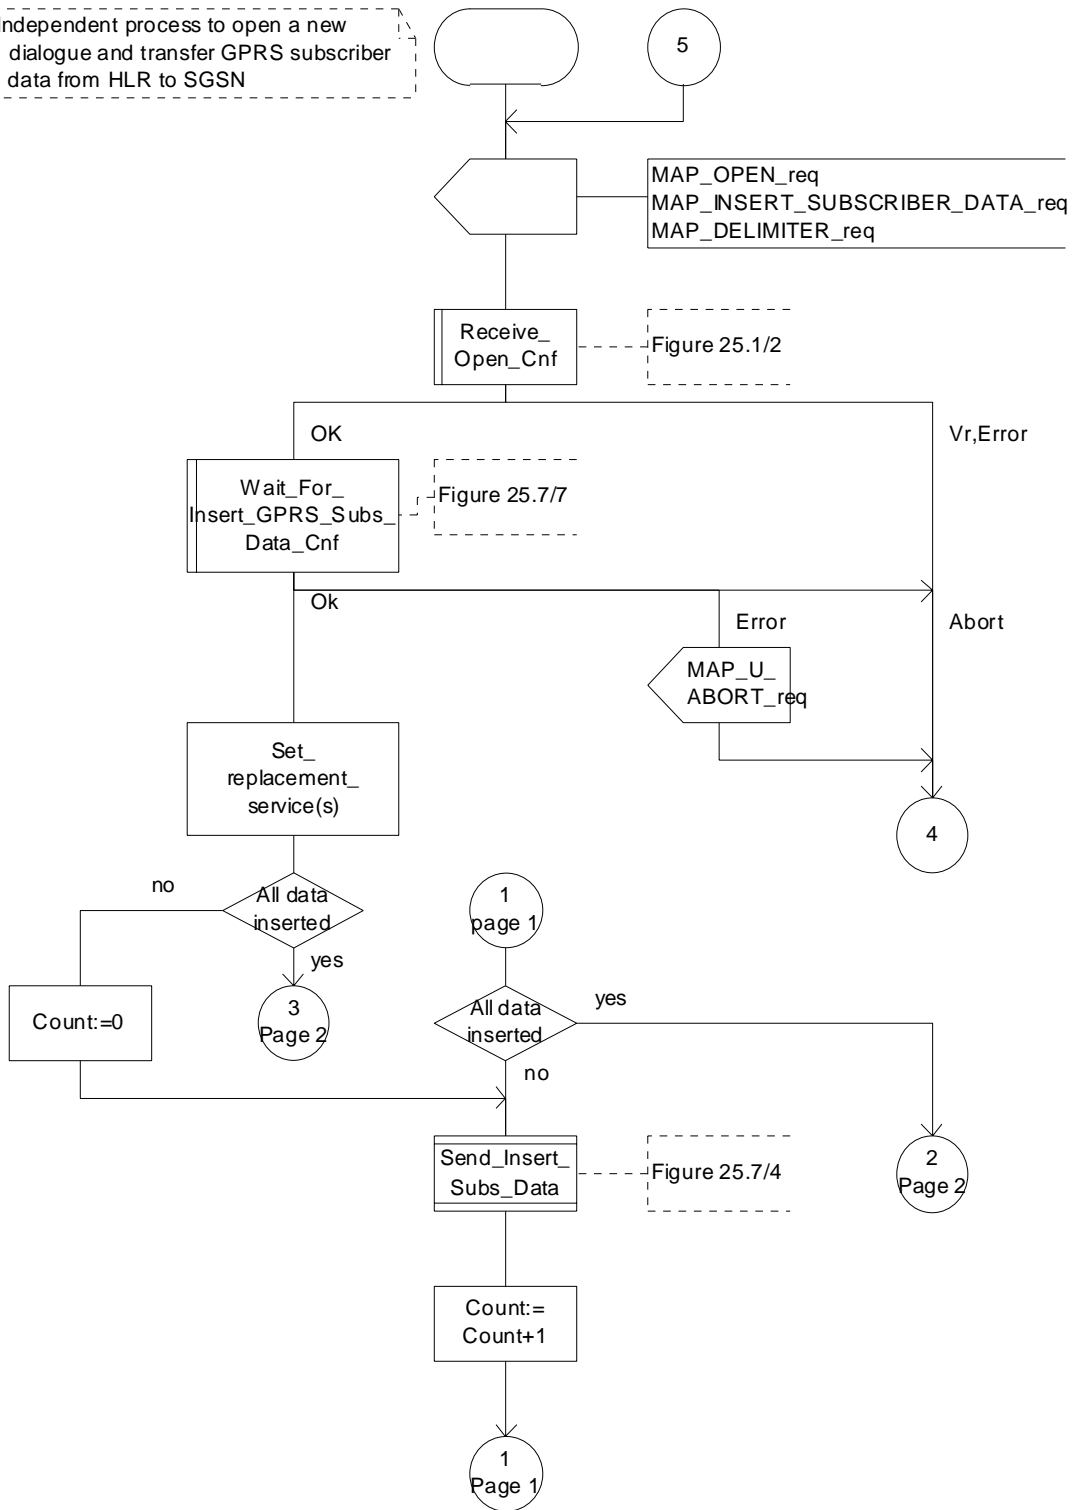 Independent process to open a new
dialogue and transfer GPRS subscriber
data from HLR to SGSN
5
MAP_OPEN_req
MAP_INSERT_SUBSCRIBER_DATA_req
MAP_DELIMITER_req
Receive_
Open_Cnf
Figure 25.1/2
OK
Vr,Error
Wait_For_
Insert_GPRS_Subs_
Data_Cnf
Figure 25.7/7
Ok
Error
Abort
MAP_U_
ABORT_req
Set_
replacement_
service(s)
4
no
All data
inserted
yes
1
page 1
Count:=0
3
Page 2
All data
inserted
yes
no
Send_Insert_
Subs_Data
Figure 25.7/4
2
Page 2
Count:=
Count+1
1
Page 1